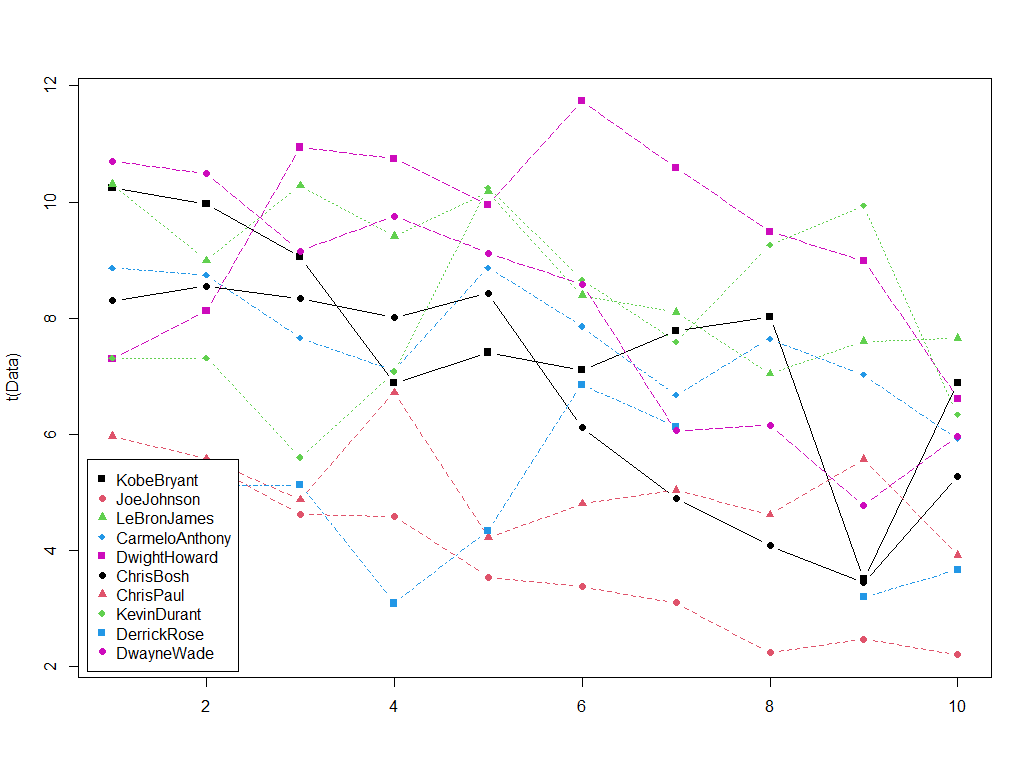 12
10
8
6
4
2
t(Data)
KobeBryant
JoeJohnson
LeBronJames
CarmeloAnthony
DwightHoward
ChrisBosh
ChrisPaul
KevinDurant
DerrickRose
DwayneWade
2 4 6 8 10